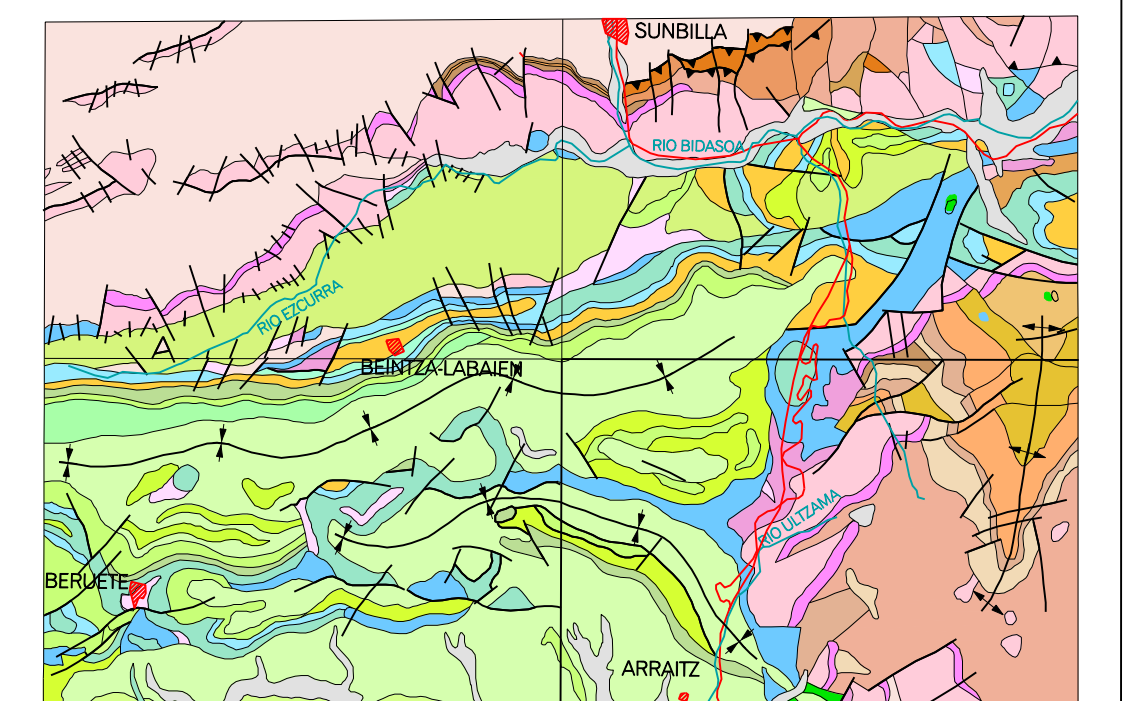 SUNBILLA
RIO BIDASOA
RIO EZCURRA
BEINTZA-LABAIEN
RIO ULTZAMA
BERUETE
ARRAITZ